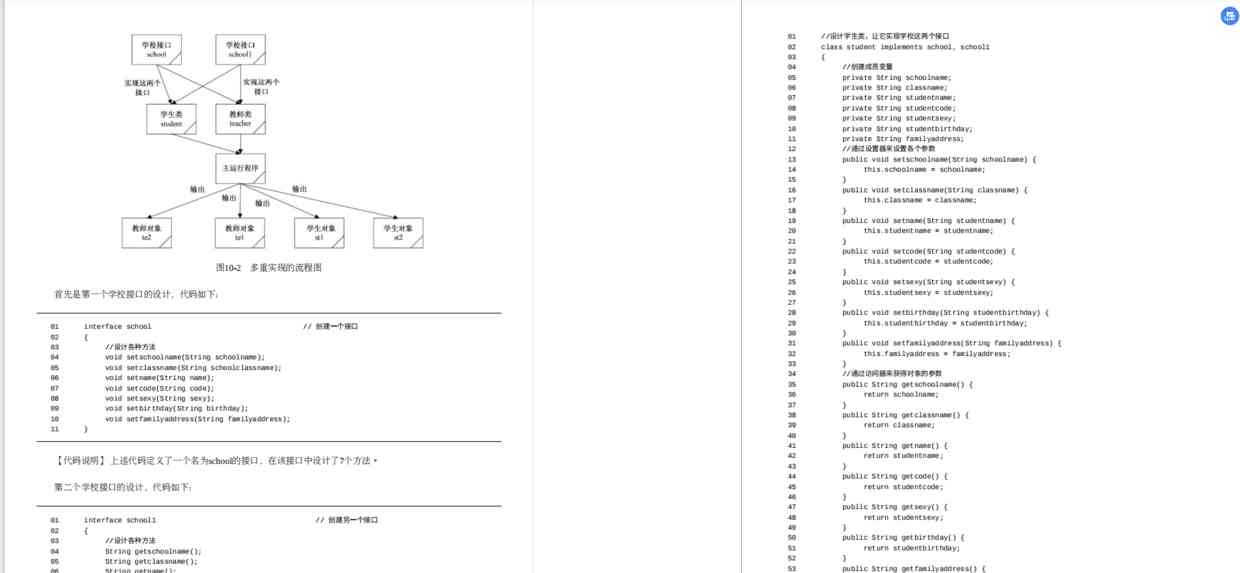 学校接口
school
学校接口
school1
实现这两个
接口
实现这两个
接口
学生类
student
教师类
teacher
主运行程序
输出
输出
输出
输出
教师对象
te2
教师对象
te1
学生对象
st1
学生对象
st2
图10-2 多重实现的流程图
首先是第一个学校接口的设计，代码如下：
01 interface school // 创建一个接口
02 {
03 //设计各种方法
04 void setschoolname(String schoolname);
05 void setclassname(String schoolclassname);
06 void setname(String name);
07 void setcode(String code);
08 void setsexy(String sexy);
09 void setbirthday(String birthday);
10 void setfamilyaddress(String familyaddress);
11 }
【代码说明】上述代码定义了一个名为school的接口，在该接口中设计了7个方法。
第二个学校接口的设计，代码如下：
01 interface school1 // 创建另一个接口
02 {
03 //设计各种方法
04 String getschoolname();
05 String getclassname();
06 String getname();
01 //设计学生类，让它实现学校这两个接口
02 class student implements school, school1
03 {
04 //创建成员变量
05 private String schoolname;
06 private String classname;
07 private String studentname;
08 private String studentcode;
09 private String studentsexy;
10 private String studentbirthday;
11 private String familyaddress;
12 //通过设置器来设置各个参数
13 public void setschoolname(String schoolname) {
14 this.schoolname = schoolname;
15 }
16 public void setclassname(String classname) {
17 this.classname = classname;
18 }
19 public void setname(String studentname) {
20 this.studentname = studentname;
21 }
22 public void setcode(String studentcode) {
23 this.studentcode = studentcode;
24 }
25 public void setsexy(String studentsexy) {
26 this.studentsexy = studentsexy;
27 }
28 public void setbirthday(String studentbirthday) {
29 this.studentbirthday = studentbirthday;
30 }
31 public void setfamilyaddress(String familyaddress) {
32 this.familyaddress = familyaddress;
33 }
34 //通过访问器来获得对象的参数
35 public String getschoolname() {
36 return schoolname;
37 }
38 public String getclassname() {
39 return classname;
40 }
41 public String getname() {
42 return studentname;
43 }
44 public String getcode() {
45 return studentcode;
46 }
47 public String getsexy() {
48 return studentsexy;
49 }
50 public String getbirthday() {
51 return studentbirthday;
52 }
53 public String getfamilyaddress() {